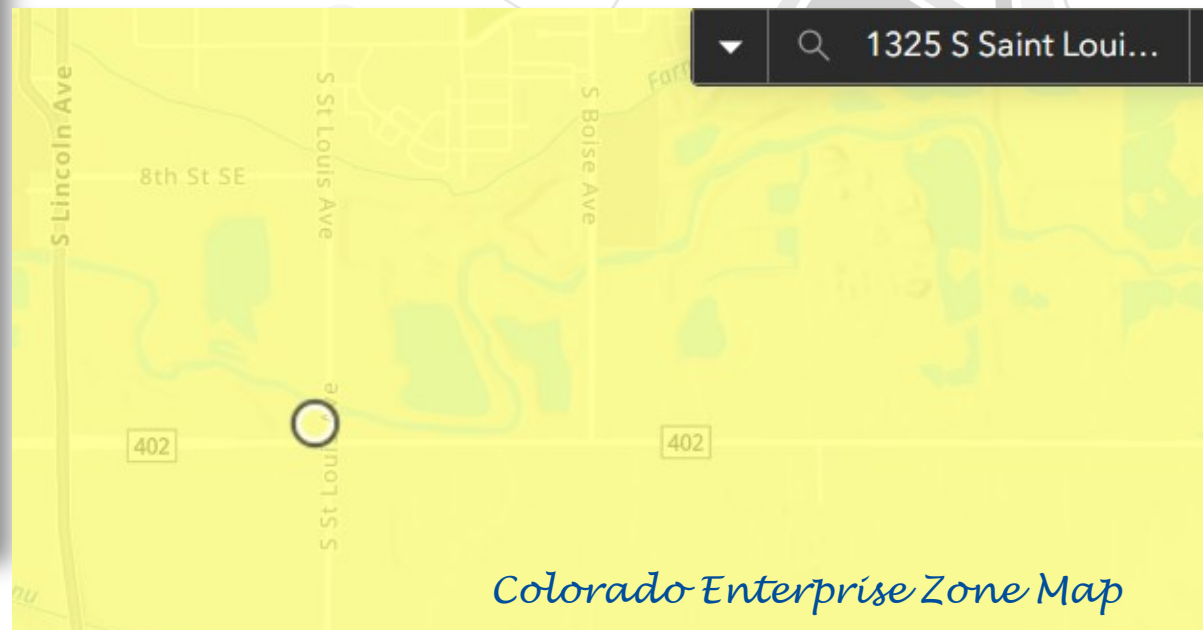 1325 S Saint Loui...
S Lincoln Ave
S St Louis Ave
S Boise Ave
8th St SE
402
402
S St Louis Ave
Colorado Enterprise Zone Map